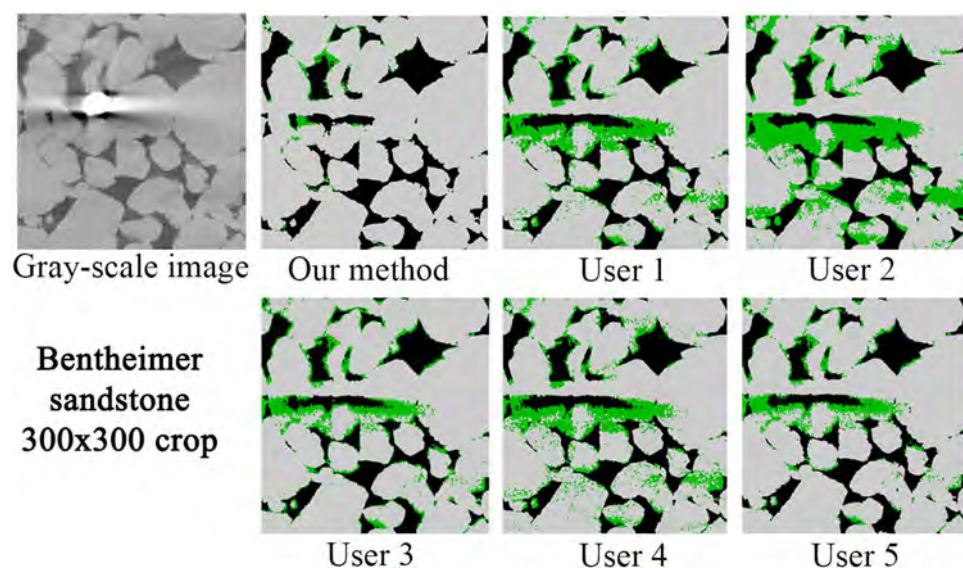 Gray-scale image
Our method
User 1
User 2
Bentheimer
sandstone
300x300 crop
User 3
User 4
User 5